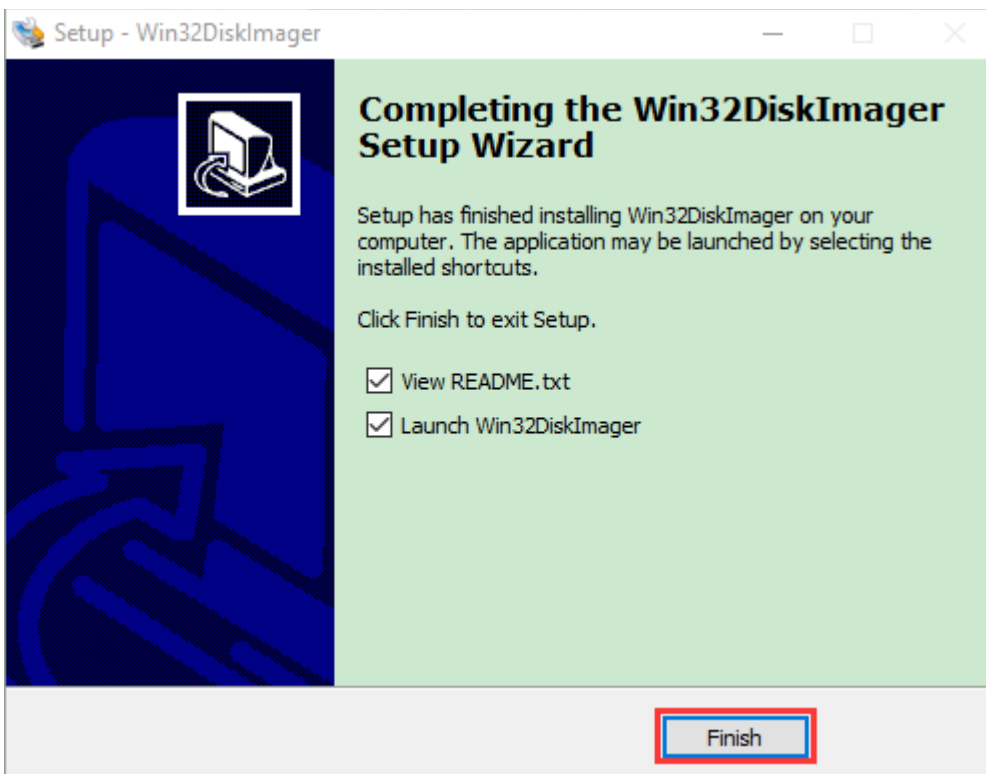 Setup - Win32DiskImager
Completing the Win32DiskImager
Setup Wizard
Setup has finished installing Win32DiskImager on your
computer. The application may be launched by selecting the
installed shortcuts.
Click Finish to exit Setup.
View README.txt
Launch Win32DiskImager
Finish